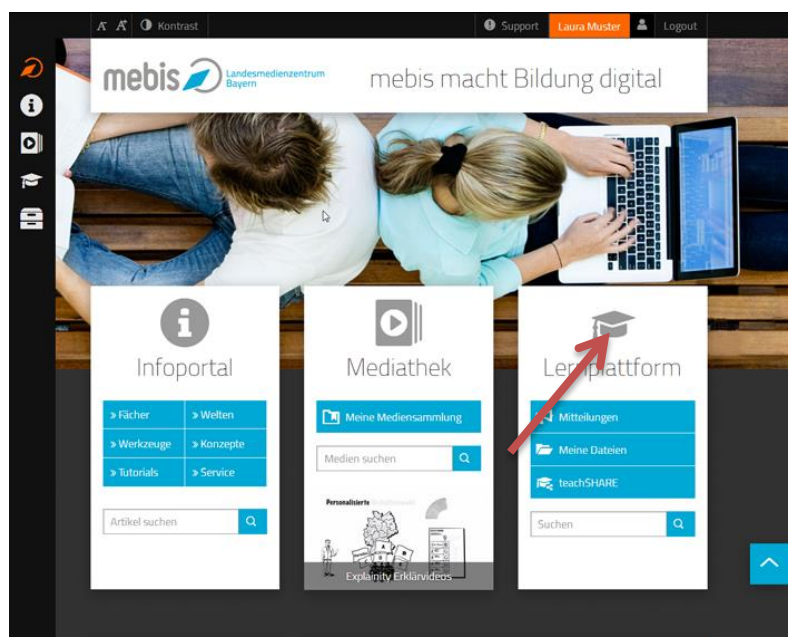 A- A+ Kontrast
Support Laura Muster Logout
mebis Landesmedienzentrum Bayern
mebis macht Bildung digital
Infoportal
» Fächer » Welten
» Werkzeuge » Konzepte
» Tutorials » Service
Artikel suchen
Mediathek
Meine Mediensammlung
Medien suchen
Personalisierte
Explainity Erklärvideos
Lernplattform
Mitteilungen
Meine Dateien
teachSHARE
Suchen